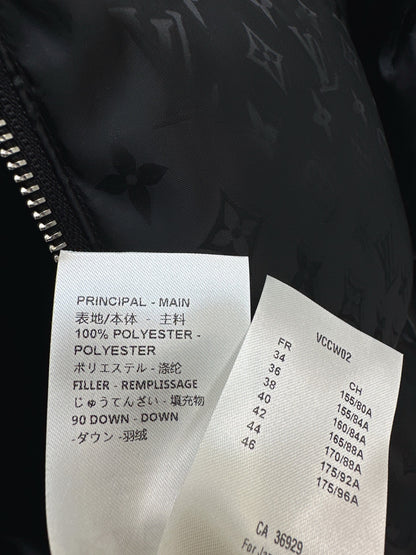 PRINCIPAL - MAIN
表地/本体 - 主料
100% POLYESTER -
POLYESTER
ポリエステル - 涤纶
FILLER - REMPLISSAGE
じゅうてんざい - 填充物
90 DOWN - DOWN
-ダウン -羽绒
VCCW02
FR CH
34 155/80A
36 155/84A
38 160/84A
40 165/88A
42 170/88A
44 175/92A
46 175/96A
CA 36929